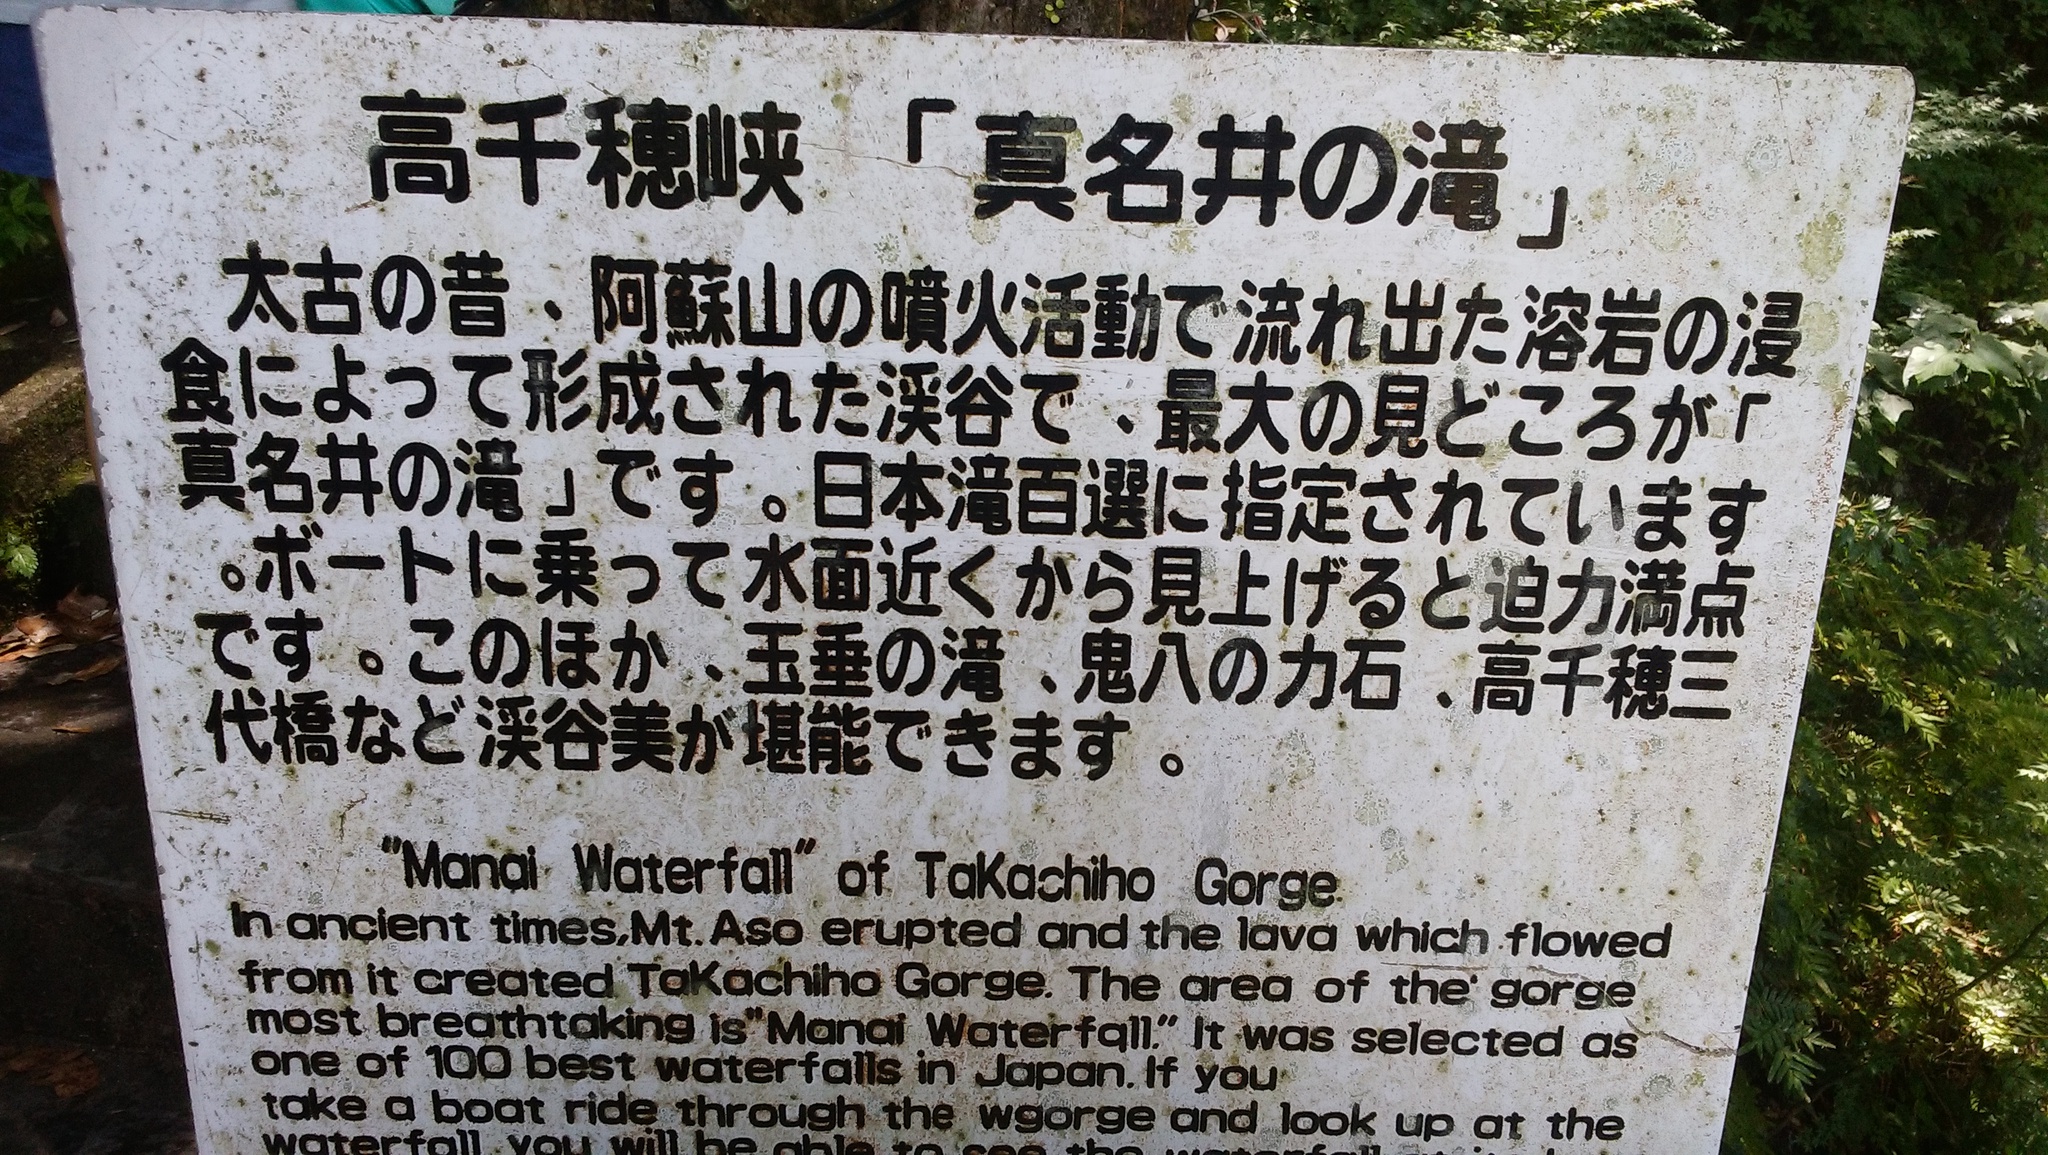 高千穂峡 「真名井の滝」
太古の昔、阿蘇山の噴火活動で流れ出た溶岩の浸
食によって形成された渓谷で、最大の見どころが「
真名井の滝」です。日本滝百選に指定されています
。ボートに乗って水面近くから見上げると迫力満点
です。このほか、玉垂の滝、鬼八の力石、高千穂三
代橋など渓谷美が堪能できます。
"Manai Waterfall" of TaKachiho Gorge.
In ancient times,Mt.Aso erupted and the lava which flowed
from it created TaKachiho Gorge. The area of the gorge
most breathtaking is"Manai Waterfall." It was selected as
one of 100 best waterfalls in Japan. If you
take a boat ride through the wgorge and look up at the
waterfall, you will be able to see the waterfall